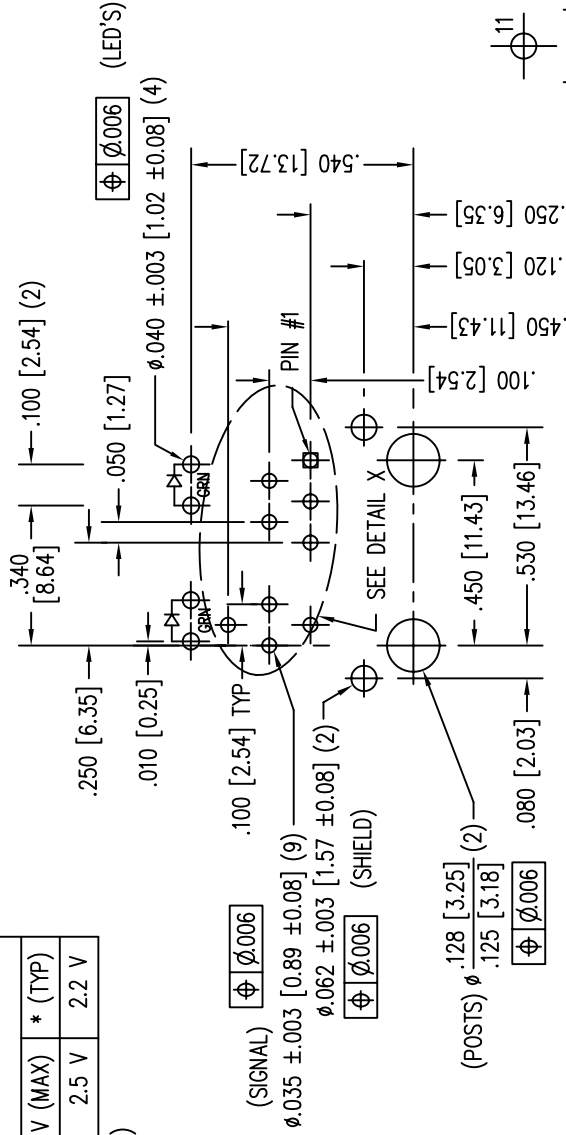 (LED'S)
⌖ Ø.006
ø.040 ±.003 [1.02 ±0.08] (4)
.100 [2.54] (2)
.050 [1.27]
.340
[8.64]
.250 [6.35]
.010 [0.25]
.100 [2.54] TYP
GRN
GRN
PIN #1
SEE DETAIL X
.540 [13.72]
.250 [6.35]
.120 [3.05]
.450 [11.43]
.100 [2.54]
11
.450 [11.43]
.530 [13.46]
.080 [2.03]
⌖ Ø.006
(SIGNAL)
ø.035 ±.003 [0.89 ±0.08] (9)
ø.062 ±.003 [1.57 ±0.08] (2)
⌖ Ø.006
(SHIELD)
(POSTS) ø .128 [3.25]
.125 [3.18] (2)
⌖ Ø.006
V (MAX) * (TYP)
2.5 V 2.2 V
)